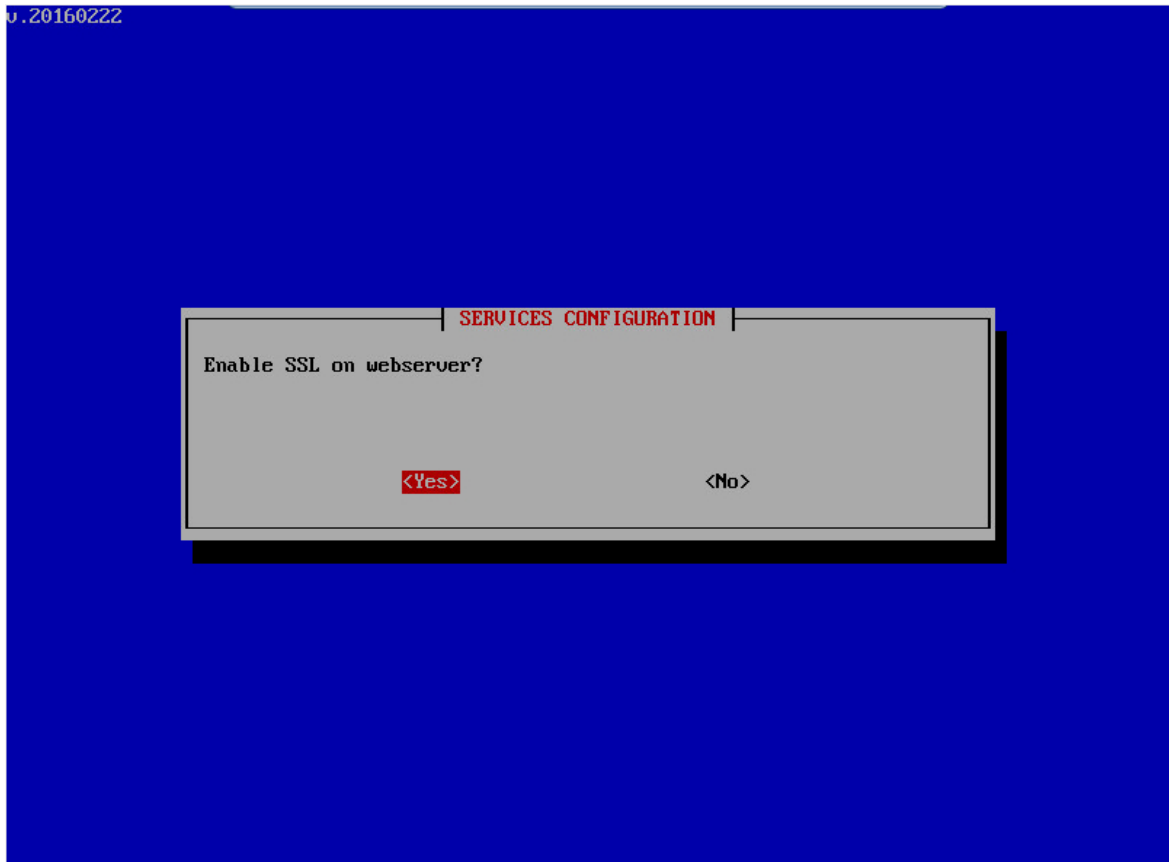 v.20160222
SERVICES CONFIGURATION
Enable SSL on webserver?
<Yes> <No>